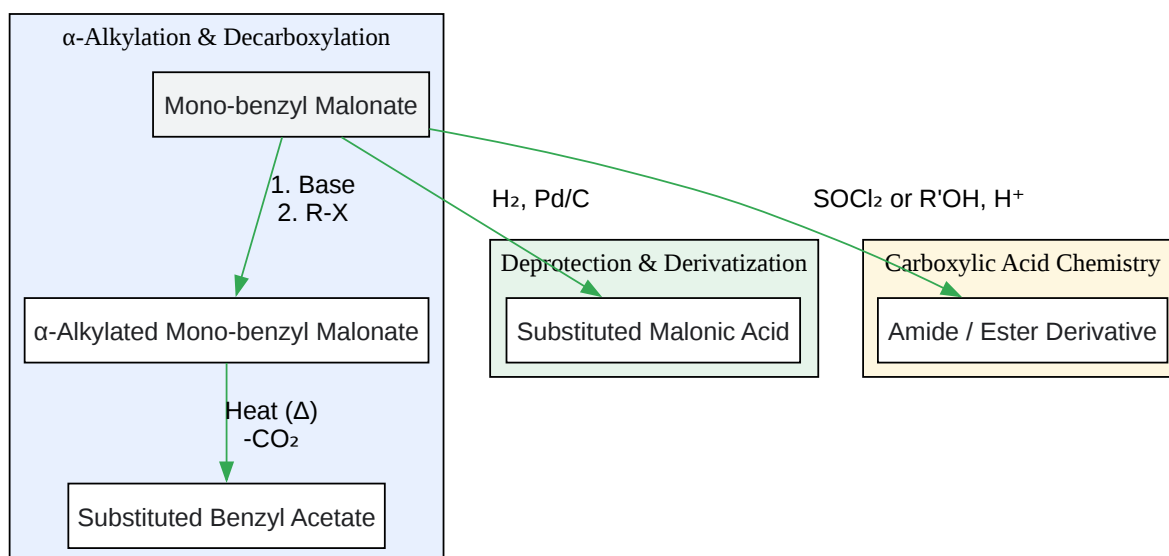 α-Alkylation & Decarboxylation
Mono-benzyl Malonate
1. Base
2. R-X
H₂, Pd/C
SOCl₂ or R'OH, H⁺
Deprotection & Derivatization
Carboxylic Acid Chemistry
α-Alkylated Mono-benzyl Malonate
Substituted Malonic Acid
Amide / Ester Derivative
Heat (Δ)
-CO₂
Substituted Benzyl Acetate